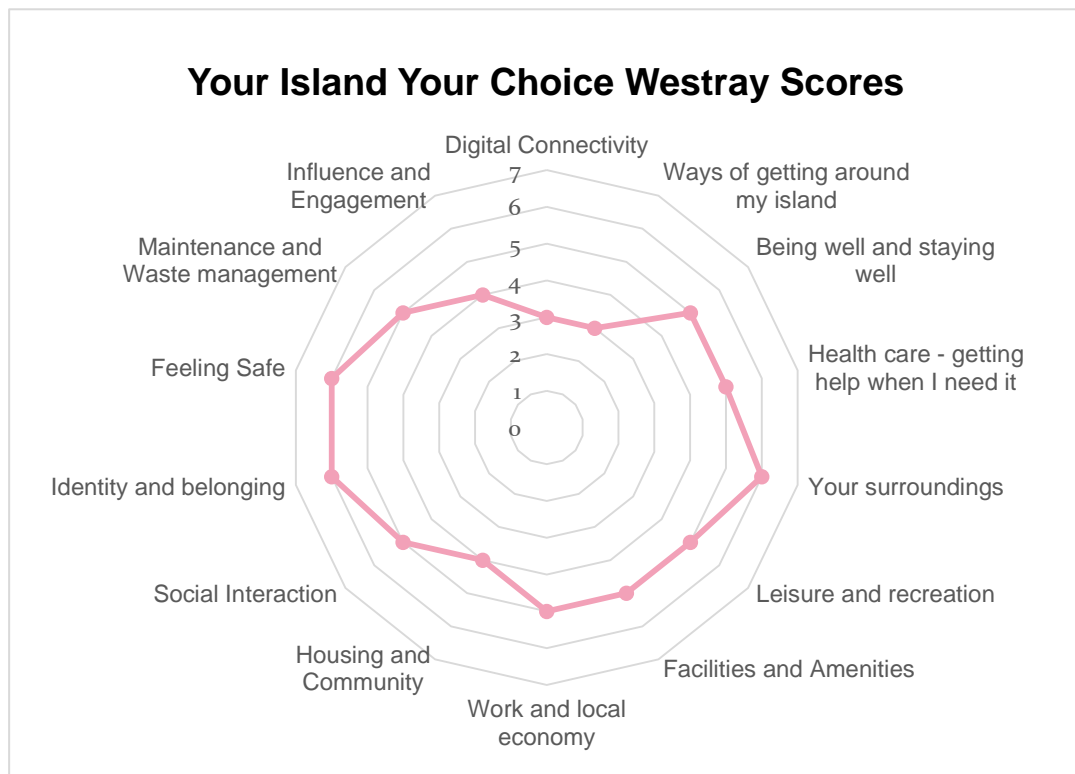 Your Island Your Choice Westray Scores
Digital Connectivity
Ways of getting around
my island
Being well and staying
well
Health care - getting
help when I need it
Your surroundings
Leisure and recreation
Facilities and Amenities
Work and local
economy
Housing and
Community
Social Interaction
Identity and belonging
Feeling Safe
Maintenance and
Waste management
Influence and
Engagement
7
6
5
4
3
2
1
0